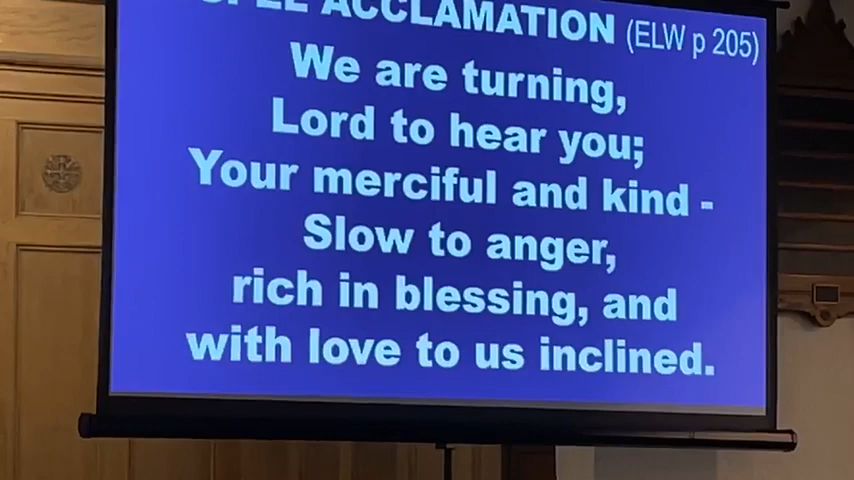 ACCLAMATION (ELW p 205)
We are turning,
Lord to hear you;
Your merciful and kind -
Slow to anger,
rich in blessing, and
with love to us inclined.